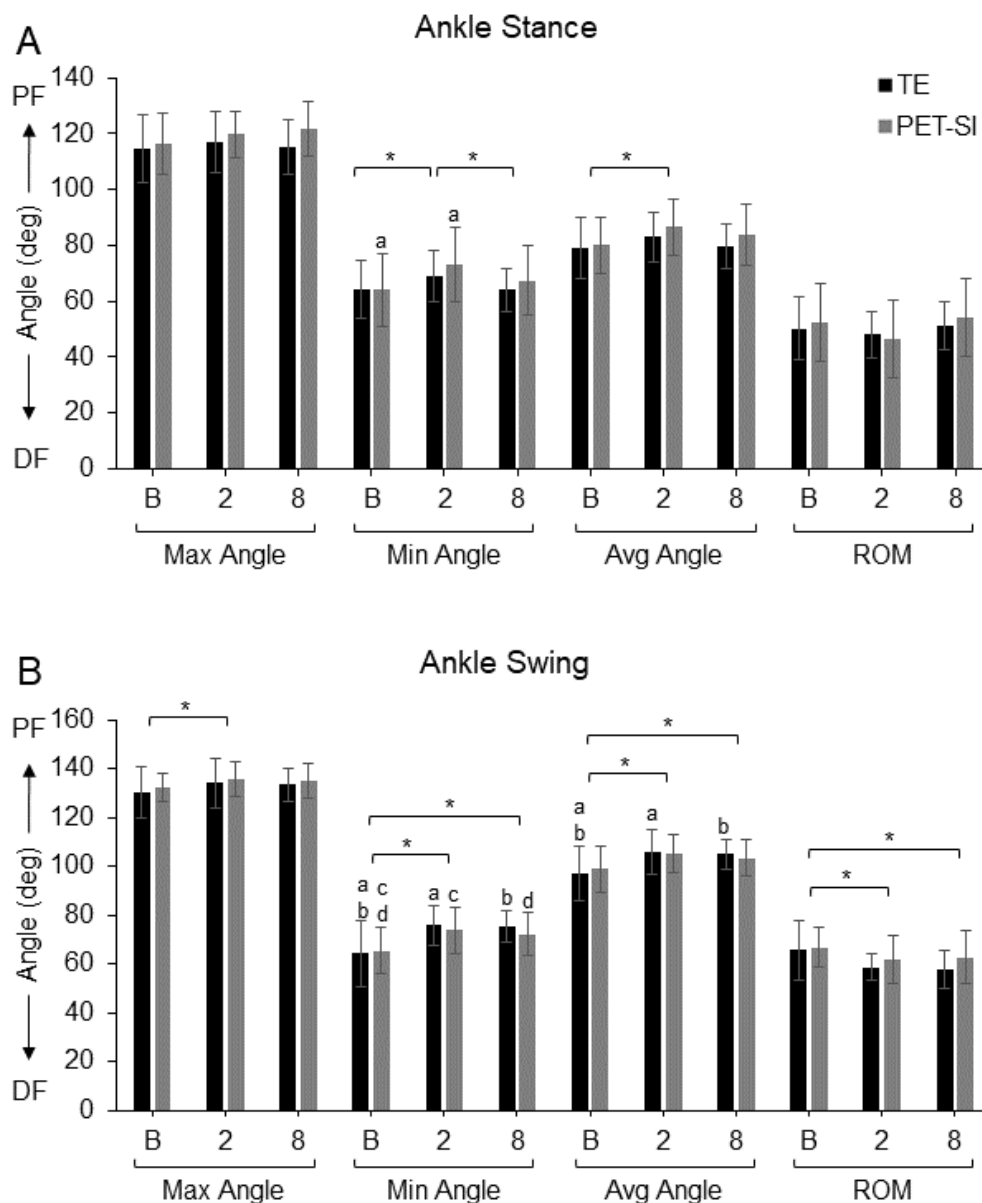 A
Ankle Stance
PF
Angle (deg)
DF
140
120
100
80
60
40
20
0
TE
PET-SI
* * *
a a
B 2 8 B 2 8 B 2 8 B 2 8
Max Angle Min Angle Avg Angle ROM
B
Ankle Swing
PF
Angle (deg)
DF
160
140
120
100
80
60
40
20
0
* * * * * * *
a c a c b d a b a b
b d
B 2 8 B 2 8 B 2 8 B 2 8
Max Angle Min Angle Avg Angle ROM